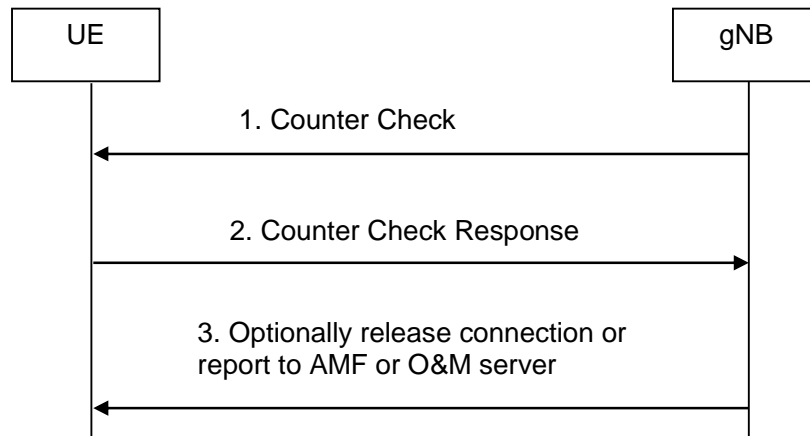 UE
gNB
1. Counter Check
2. Counter Check Response
3. Optionally release connection or
report to AMF or O&M server